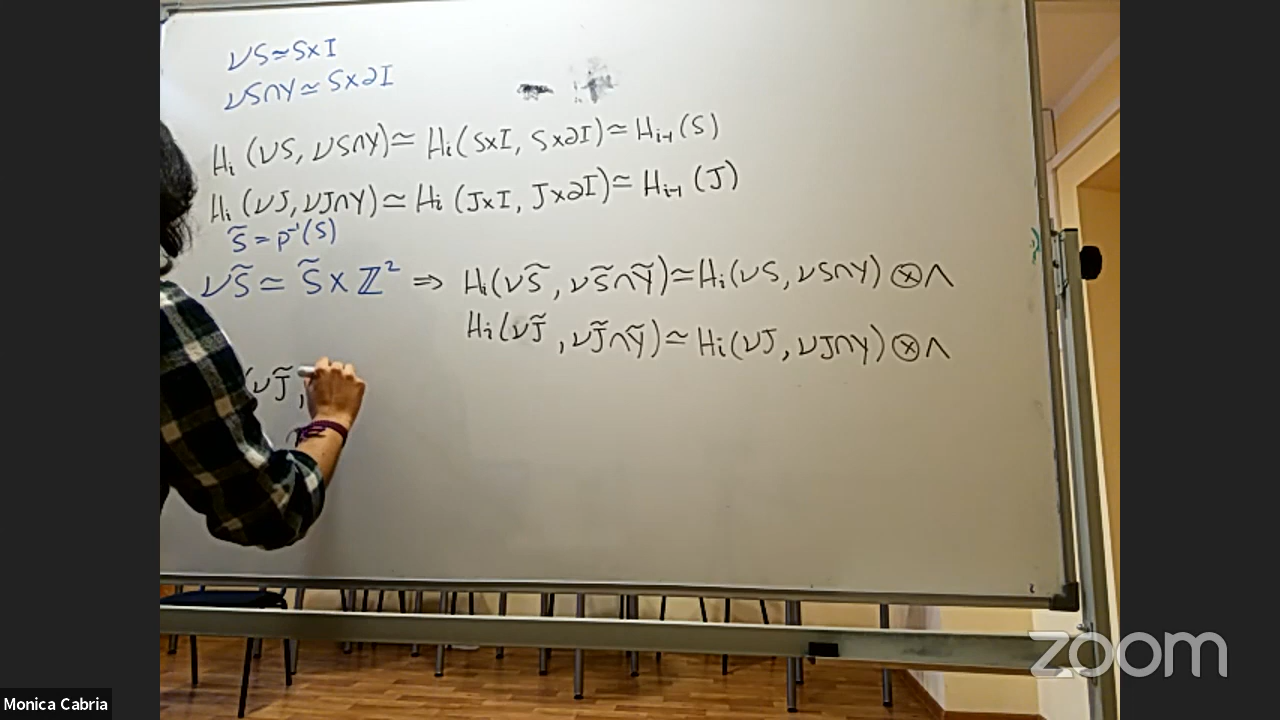 νS≃S×I
νS∩Y≃S×∂I
Hᵢ(νS, νS∩Y)≃Hᵢ(S×I, S×∂I)≃Hᵢ₋₁(S)
Hᵢ(νJ, νJ∩Y)≃Hᵢ(J×I, J×∂I)≃Hᵢ₋₁(J)
S̃=p⁻¹(S)
νS̃≃S̃×ℤ² ⇒ Hᵢ(νS̃, νS̃∩Ỹ)≃Hᵢ(νS, νS∩Y)⊗Λ
Hᵢ(νJ̃, νJ̃∩Ỹ)≃Hᵢ(νJ, νJ∩Y)⊗Λ
(νJ̃,
Monica Cabria
zoom